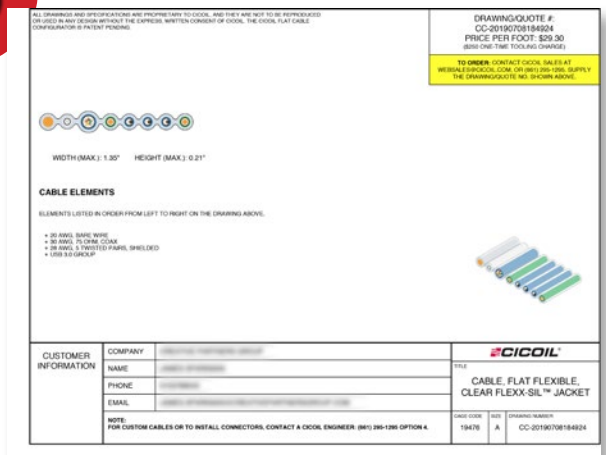 ALL DRAWINGS AND SPECIFICATIONS ARE PROPRIETARY TO CICOIL, AND ARE NOT TO BE REPRODUCED
OR USED IN ANY DESIGN WITHOUT THE EXPRESS, WRITTEN CONSENT OF CICOIL. THE CICOIL FLAT CABLE
CONFIGURATOR IS PATENT PENDING.
DRAWING/QUOTE #:
CC-20190708184924
PRICE PER FOOT: $29.30
($250 ONE-TIME TOOLING CHARGE)
TO ORDER: CONTACT CICOIL SALES AT
WEBSALES@CICOIL.COM, OR (661) 295-1295. SUPPLY
THE DRAWING/QUOTE NO. SHOWN ABOVE.
WIDTH (MAX.): 1.35" HEIGHT (MAX.): 0.21"
CABLE ELEMENTS
ELEMENTS LISTED IN ORDER FROM LEFT TO RIGHT ON THE DRAWING ABOVE.
+ 20 AWG, BARE WIRE
+ 30 AWG, 75 OHM, COAX
+ 28 AWG, 5 TWISTED PAIRS, SHIELDED
+ USB 3.0 GROUP
CUSTOMER
INFORMATION
COMPANY
NAME
PHONE
EMAIL
NOTE:
FOR CUSTOM CABLES OR TO INSTALL CONNECTORS, CONTACT A CICOIL ENGINEER: (661) 295-1295 OPTION 4.
CICOIL
TITLE
CABLE, FLAT FLEXIBLE,
CLEAR FLEXX-SIL™ JACKET
CAGE CODE SIZE DRAWING NUMBER
19476 A CC-20190708184924